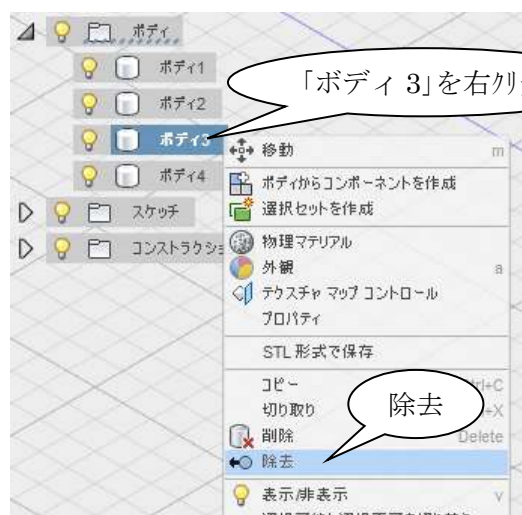 ボディ
ボディ1
「ボディ 3」を右ｸﾘ
ボディ2
ボディ3
移動 m
ボディ4
ボディからコンポーネントを作成
スケッチ
選択セットを作成
コンストラクショ
物理マテリアル
外観 a
テクスチャ マップ コントロール
プロパティ
STL 形式で保存
コピー trl+C
切り取り +X
除去
削除 Delete
除去
表示/非表示 v